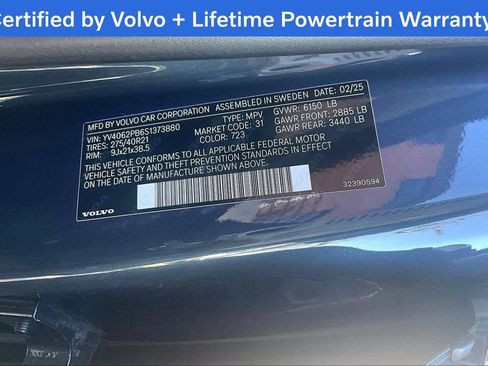 Certified by Volvo + Lifetime Powertrain Warranty
MFD BY VOLVO CAR CORPORATION ASSEMBLED IN SWEDEN DATE: 02/25
VIN: YV4062PB6S1373880 TYPE: MPV GVWR: 6150 LB
TIRES: 275/40R21 MARKET CODE: 31 GAWR FRONT: 2885 LB
RIM: 9Jx21x38.5 COLOR: 723 GAWR REAR: 3440 LB
THIS VEHICLE CONFORMS TO ALL APPLICABLE FEDERAL MOTOR
VEHICLE SAFETY AND THEFT PREVENTION STANDARDS IN EFFECT ON
THE DATE OF MANUFACTURE SHOWN ABOVE.
VOLVO 32390594